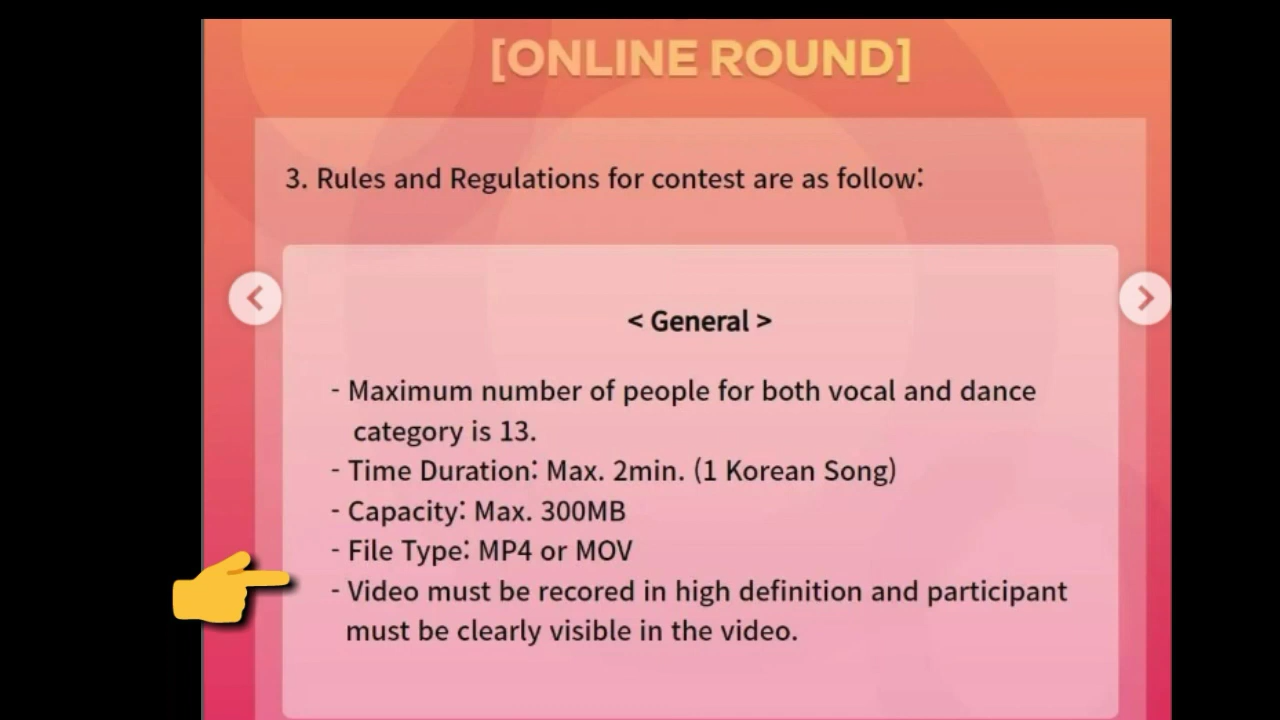 [ONLINE ROUND]
3. Rules and Regulations for contest are as follow:
< General >
- Maximum number of people for both vocal and dance
category is 13.
- Time Duration: Max. 2min. (1 Korean Song)
- Capacity: Max. 300MB
- File Type: MP4 or MOV
- Video must be recored in high definition and participant
must be clearly visible in the video.